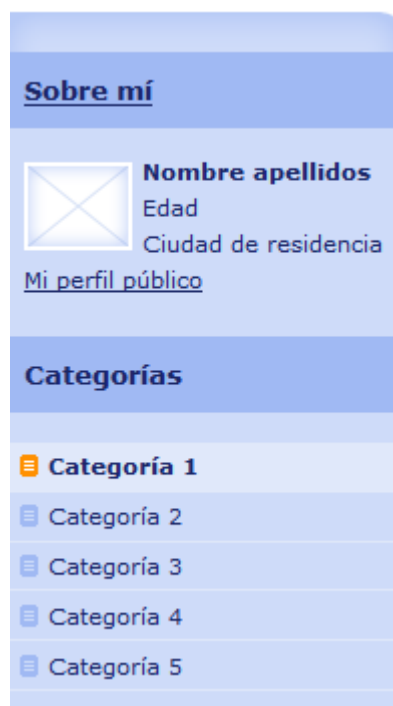 Sobre mí
Nombre apellidos
Edad
Ciudad de residencia
Mi perfil público
Categorías
Categoría 1
Categoría 2
Categoría 3
Categoría 4
Categoría 5